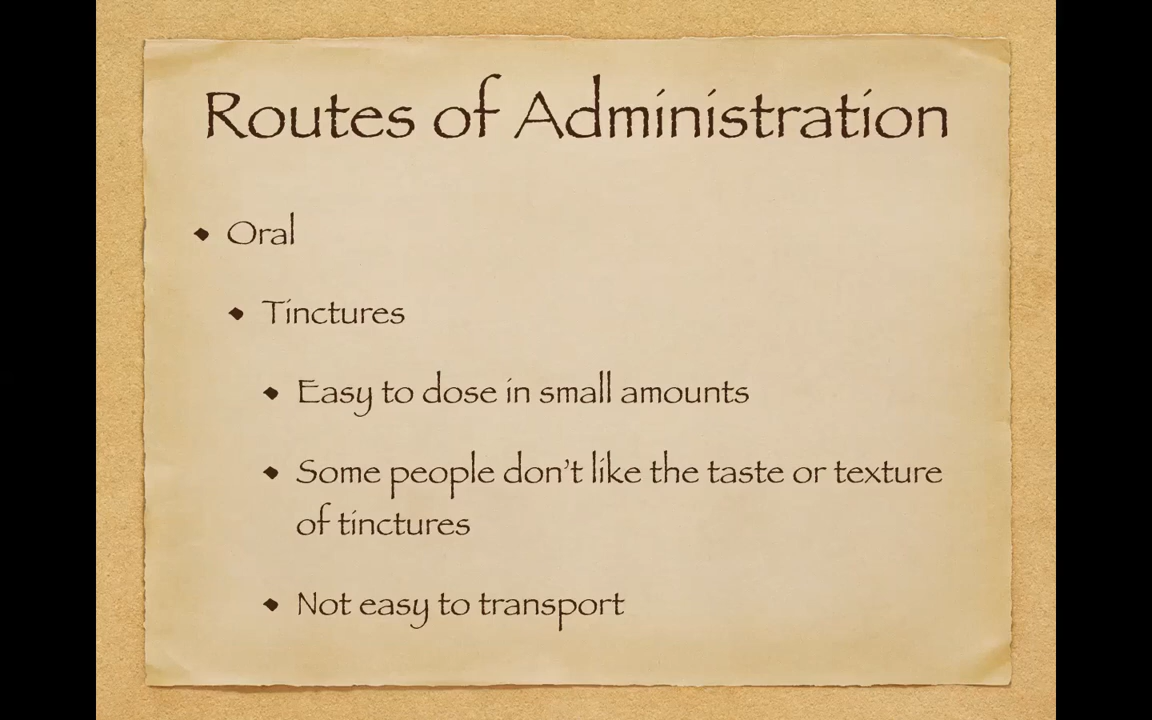 Routes of Administration
Oral
Tinctures
Easy to dose in small amounts
Some people don't like the taste or texture
of tinctures
Not easy to transport